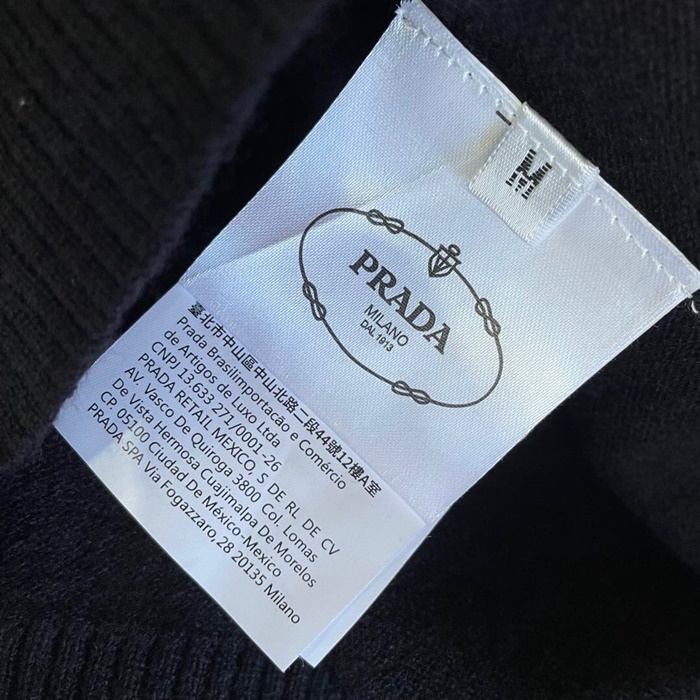 M
PRADA
MILANO
DAL 1913
臺北市中山區中山北路二段44號12樓A室
Prada Brasilimportacao e Comércio
de Artigos de Luxo Ltda
CNPJ 13.633 271/0001-26
PRADA RETAIL MEXICO, S DE RL DE CV
AV. Vasco De Quiroga 3800 Col. Lomas
De Vista Hermosa Cuajimalpa De Morelos
CP 05100 Ciudad De México-Mexico
PRADA SPA Via Fogazzaro,28 20135 Milano